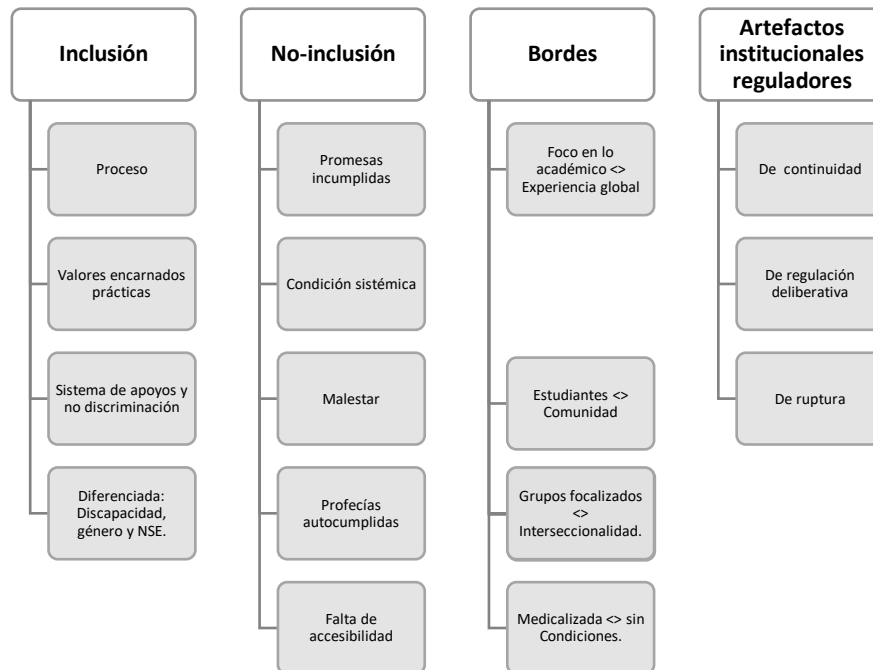 Inclusión
Proceso
Valores encarnados
prácticas
Sistema de apoyos y
no discriminación
Diferenciada:
Discapacidad,
género y NSE.
No-inclusión
Promesas
incumplidas
Condición sistémica
Malestar
Profecías
autocumplidas
Falta de
accesibilidad
Bordes
Foco en lo
académico <>
Experiencia global
Estudiantes <>
Comunidad
Grupos focalizados
<>
Interseccionalidad.
Medicalizada <> sin
Condiciones.
Artefactos
institucionales
reguladores
De continuidad
De regulación
deliberativa
De ruptura